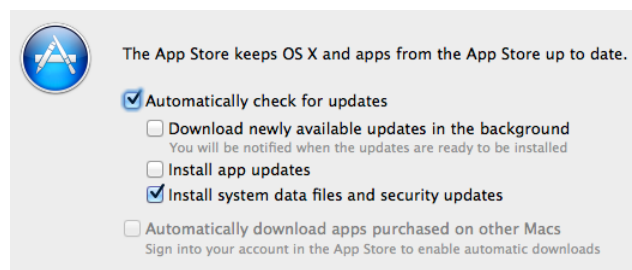 The App Store keeps OS X and apps from the App Store up to date.
Automatically check for updates
Download newly available updates in the background
You will be notified when the updates are ready to be installed
Install app updates
Install system data files and security updates
Automatically download apps purchased on other Macs
Sign into your account in the App Store to enable automatic downloads